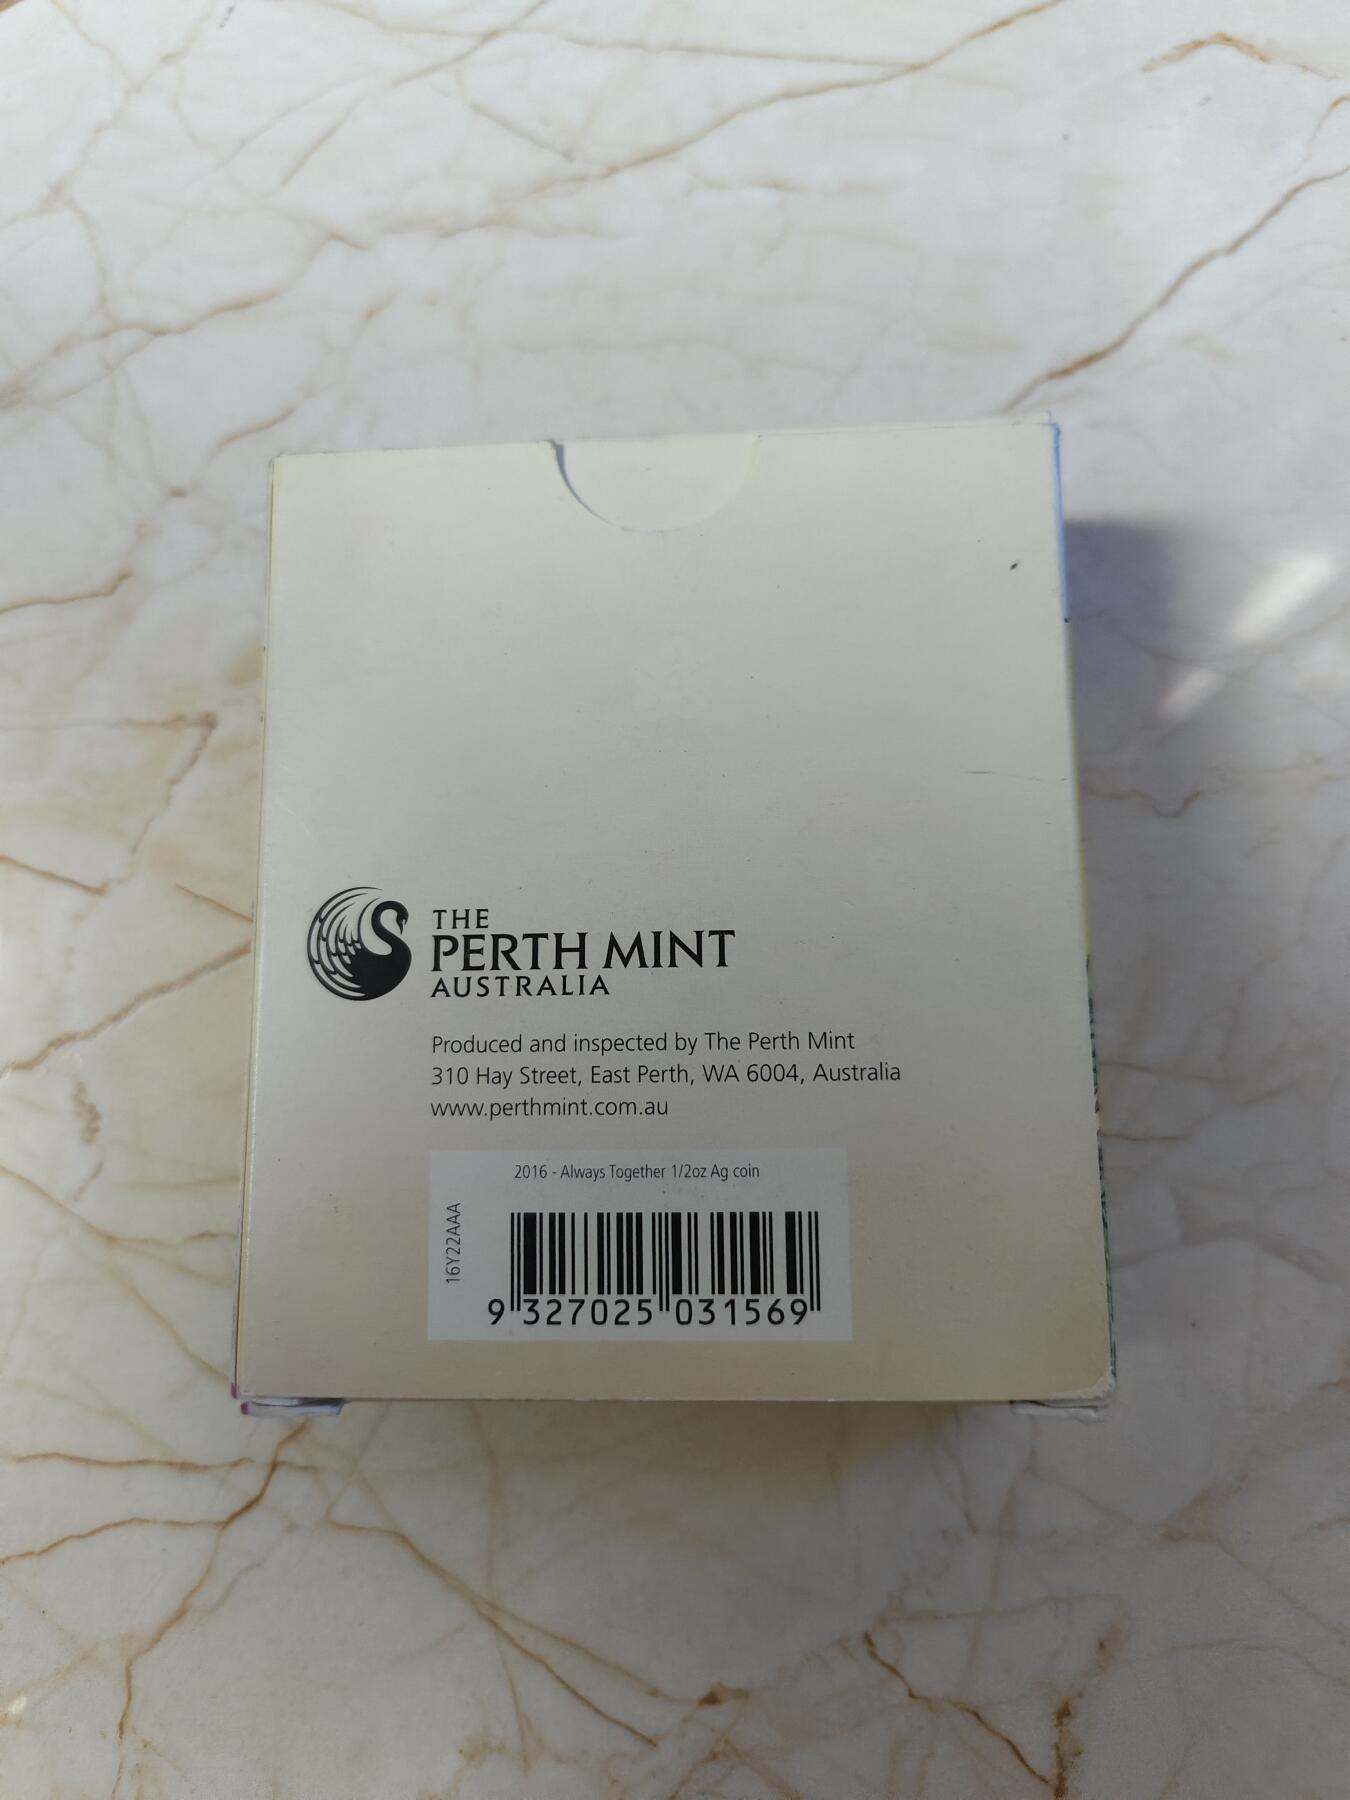 THE
PERTH MINT
AUSTRALIA
Produced and inspected by The Perth Mint
310 Hay Street, East Perth, WA 6004, Australia
www.perthmint.com.au
2016 - Always Together 1/2oz Ag coin
16Y22AAA
9 327025 031569